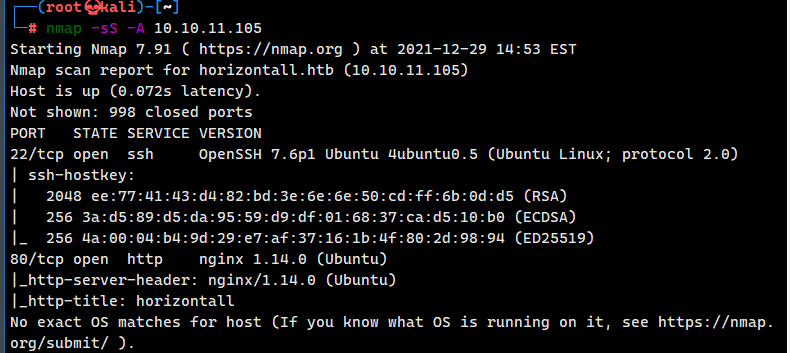 ┌──(root💀kali)-[~]
└─# nmap -sS -A 10.10.11.105
Starting Nmap 7.91 ( https://nmap.org ) at 2021-12-29 14:53 EST
Nmap scan report for horizontall.htb (10.10.11.105)
Host is up (0.072s latency).
Not shown: 998 closed ports
PORT   STATE SERVICE VERSION
22/tcp open  ssh     OpenSSH 7.6p1 Ubuntu 4ubuntu0.5 (Ubuntu Linux; protocol 2.0)
| ssh-hostkey:
|   2048 ee:77:41:43:d4:82:bd:3e:6e:6e:50:cd:ff:6b:0d:d5 (RSA)
|   256 3a:d5:89:d5:da:95:59:d9:df:01:68:37:ca:d5:10:b0 (ECDSA)
|_  256 4a:00:04:b4:9d:29:e7:af:37:16:1b:4f:80:2d:98:94 (ED25519)
80/tcp open  http    nginx 1.14.0 (Ubuntu)
|_http-server-header: nginx/1.14.0 (Ubuntu)
|_http-title: horizontall
No exact OS matches for host (If you know what OS is running on it, see https://nmap.
org/submit/ ).